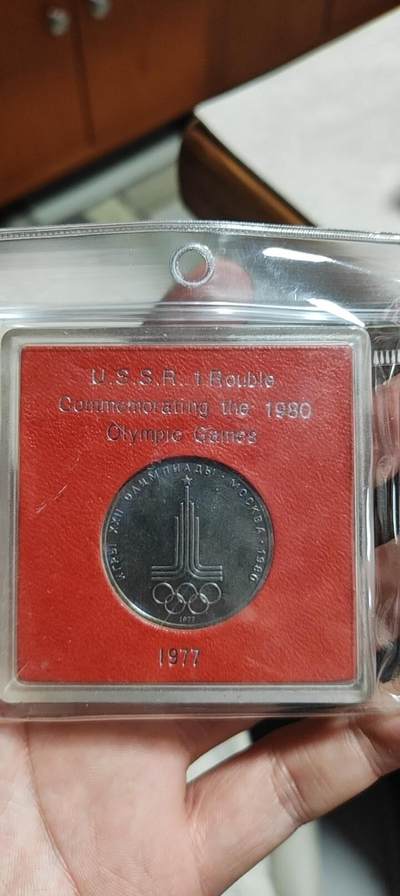 U.S.S.R. 1 Rouble
Commemorating the 1980
Olympic Games
ИГРЫ XXII ОЛИМПИАДЫ · МОСКВА · 1980
1977
1977